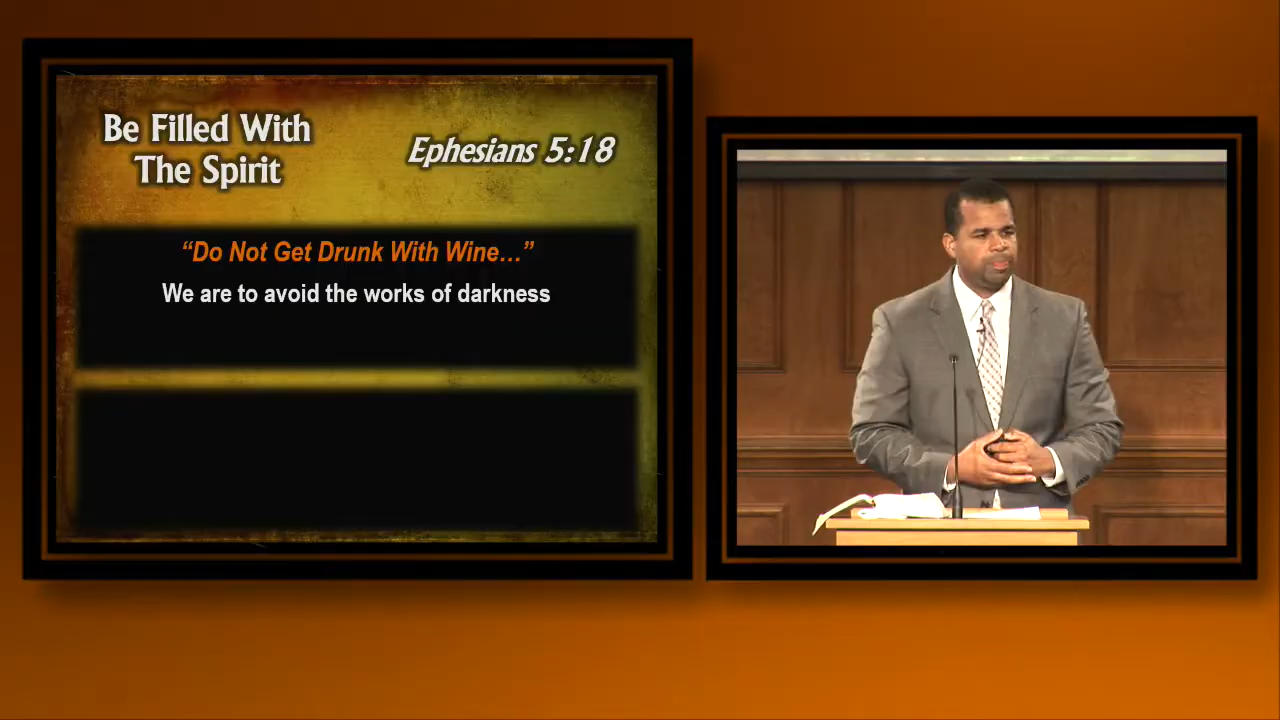 Be Filled With
The Spirit
Ephesians 5:18
“Do Not Get Drunk With Wine…”
We are to avoid the works of darkness